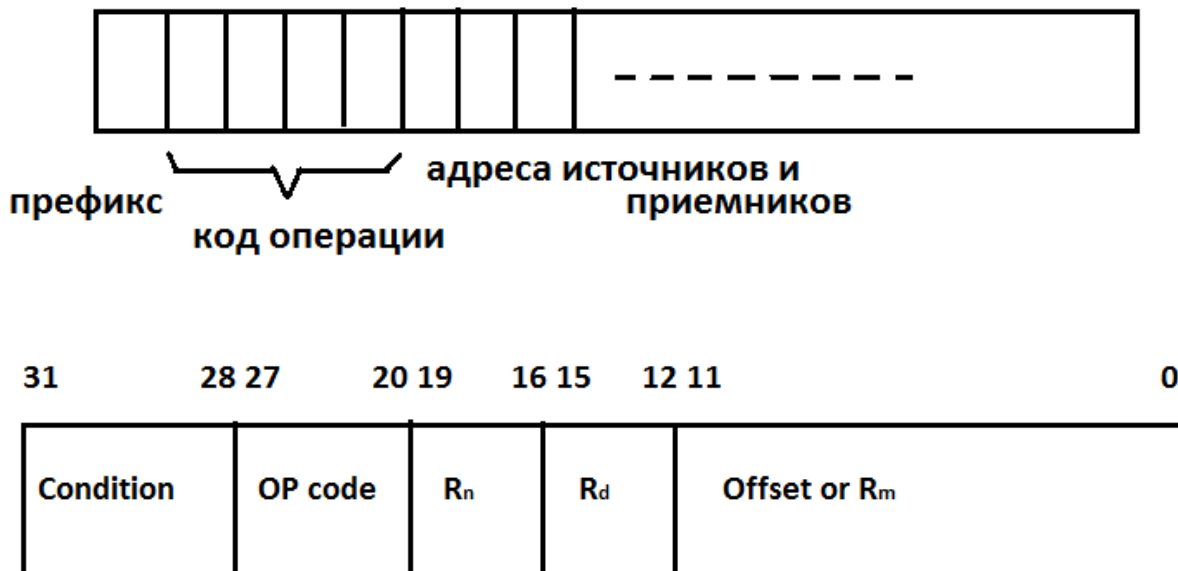 адреса источников и
префикс
приемников
код операции
31 28 27 20 19 16 15 12 11 0
Condition OP code Rn Rd Offset or Rm